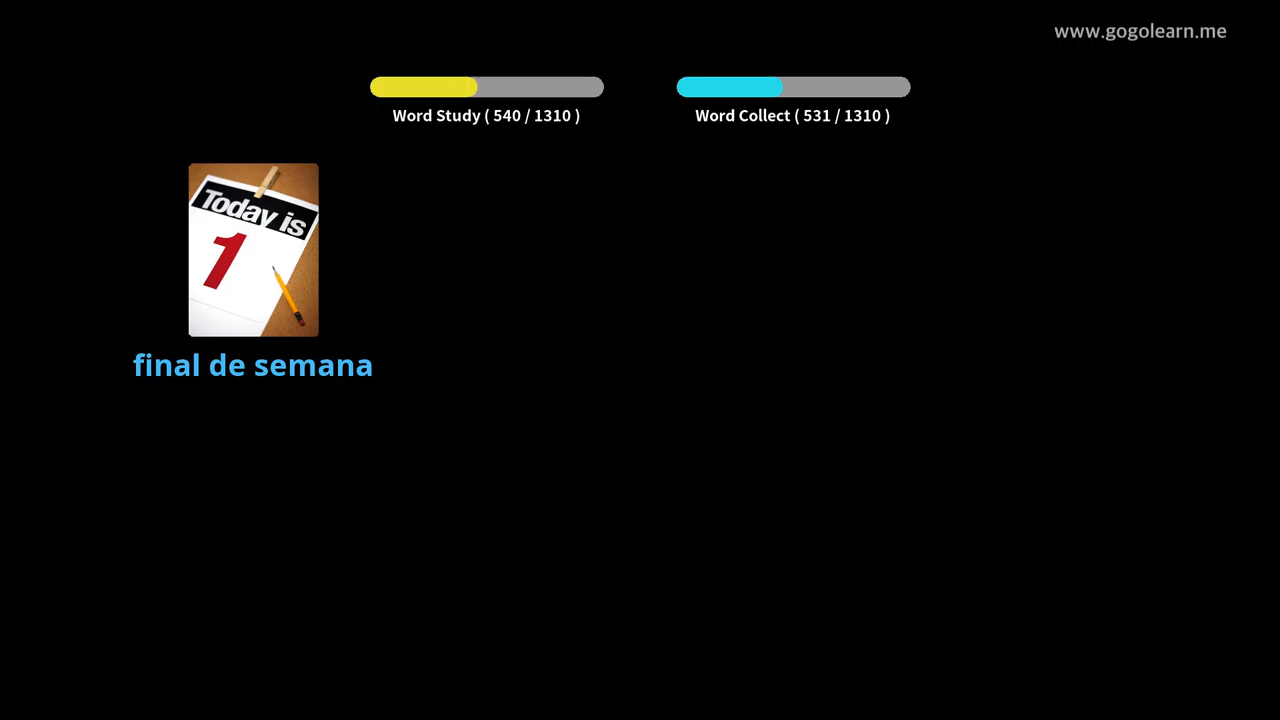 www.gogolearn.me
Word Study ( 540 / 1310 )
Word Collect ( 531 / 1310 )
Today is
1
final de semana